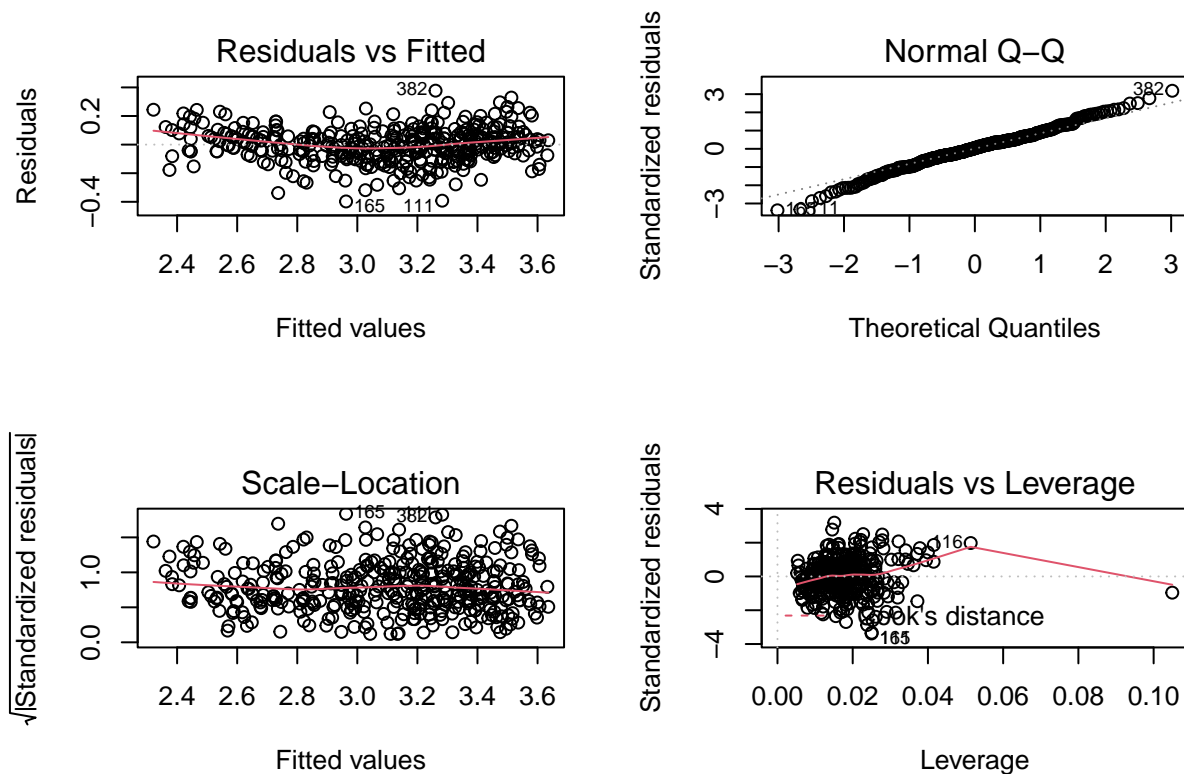 Residuals vs Fitted
Residuals
0.2
−0.4
382
165
111
2.4 2.6 2.8 3.0 3.2 3.4 3.6
Fitted values
Normal Q−Q
Standardized residuals
3
0
−3
382
−3 −2 −1 0 1 2 3
Theoretical Quantiles
Scale−Location
√|Standardized residuals|
1.0
0.0
165
382
2.4 2.6 2.8 3.0 3.2 3.4 3.6
Fitted values
Residuals vs Leverage
Standardized residuals
4
0
−4
116
distance
165
0.00 0.02 0.04 0.06 0.08 0.10
Leverage